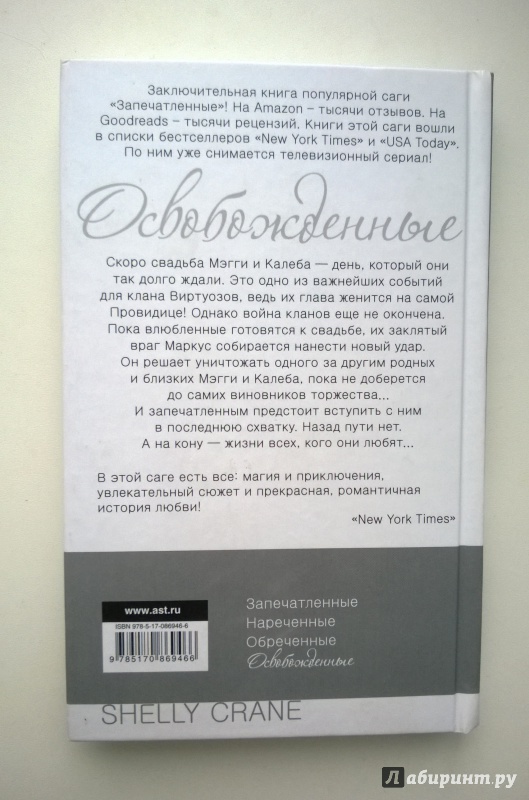 Заключительная книга популярной саги
«Запечатленные»! На Amazon – тысячи отзывов. На
Goodreads – тысячи рецензий. Книги этой саги вошли
в списки бестселлеров «New York Times» и «USA Today».
По ним уже снимается телевизионный сериал!
Освобожденные
Скоро свадьба Мэгги и Калеба — день, который они
так долго ждали. Это одно из важнейших событий
для клана Виртуозов, ведь их глава женится на самой
Провидице! Однако война кланов еще не окончена.
Пока влюбленные готовятся к свадьбе, их заклятый
враг Маркус собирается нанести новый удар.
Он решает уничтожать одного за другим родных
и близких Мэгги и Калеба, пока не доберется
до самих виновников торжества...
И запечатленным предстоит вступить с ним
в последнюю схватку. Назад пути нет.
А на кону — жизни всех, кого они любят...
В этой саге есть все: магия и приключения,
увлекательный сюжет и прекрасная, романтичная
история любви!
«New York Times»
www.ast.ru
ISBN 978-5-17-086946-6
9 785170 869466
Запечатленные
Нареченные
Обреченные
Освобожденные
SHELLY CRANE
Лабиринт.ру